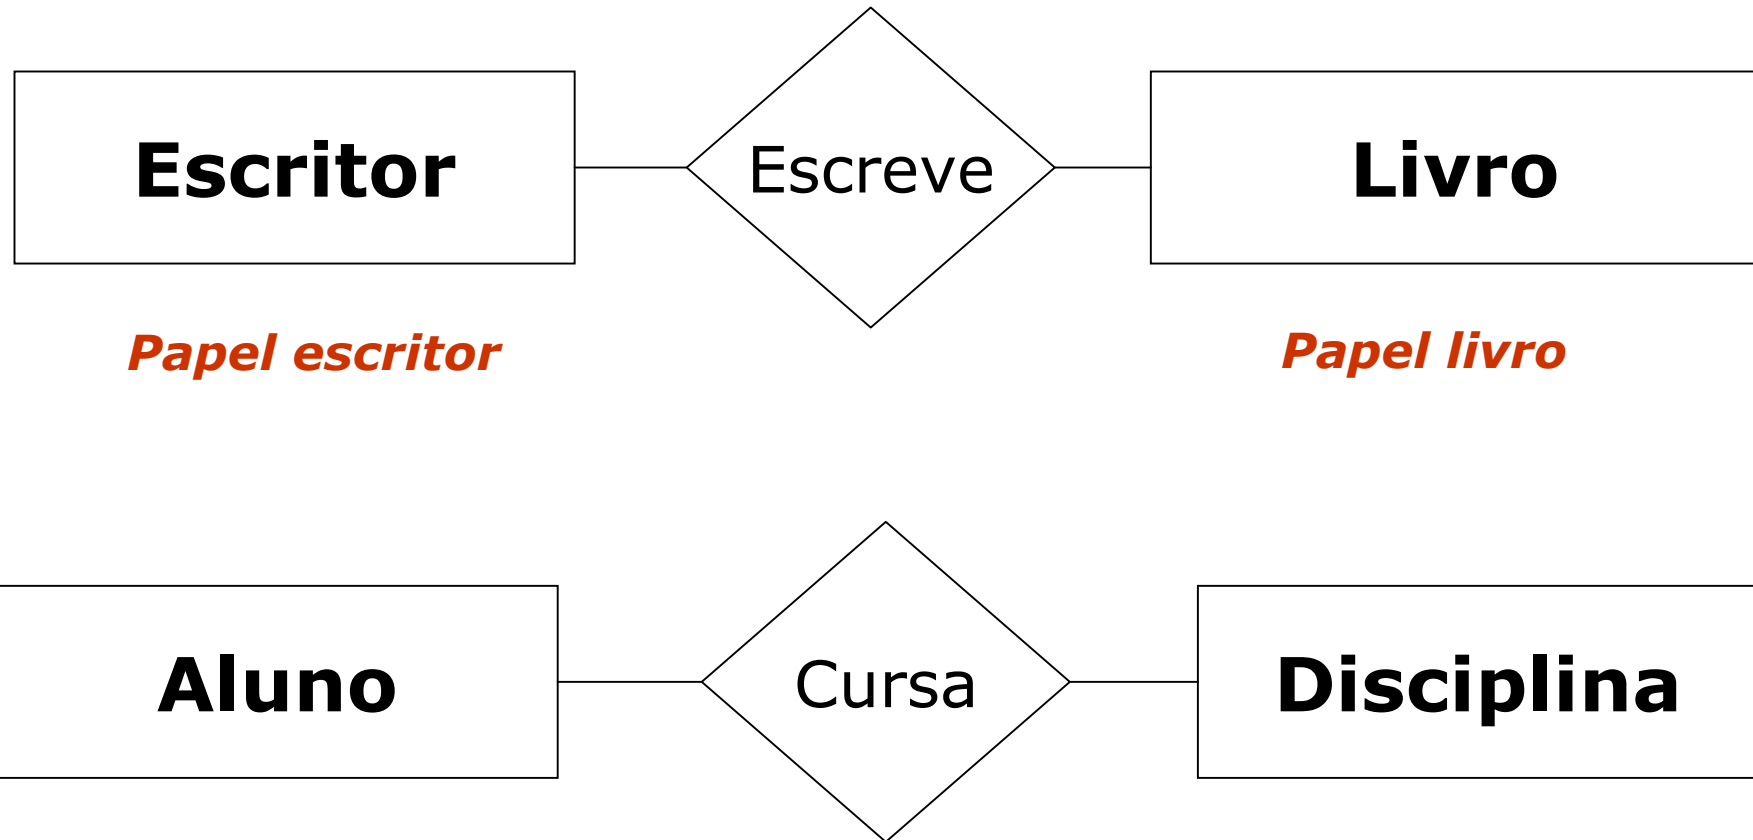 Escritor
Escreve
Livro
Papel escritor
Papel livro
Aluno
Cursa
Disciplina